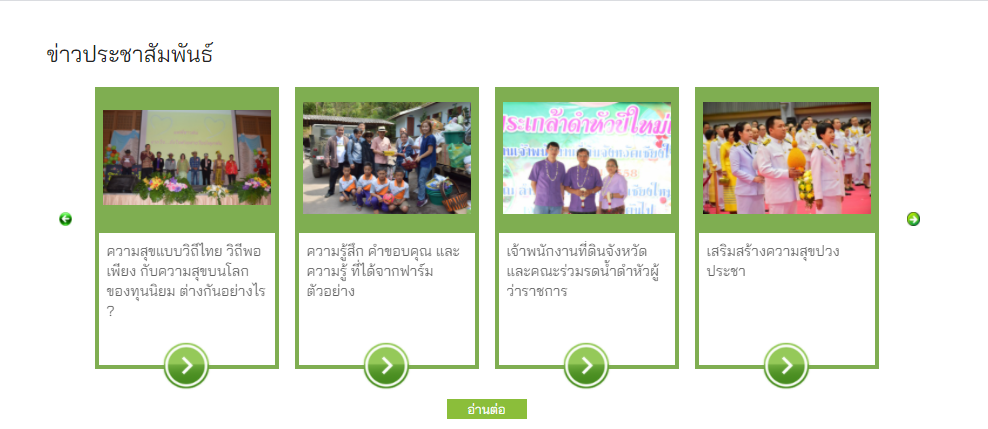 ข่าวประชาสัมพันธ์
ระเกล้าดำหัวปีใหม่เ
ความสุขแบบวิถีไทย วิถีพอ
เพียง กับความสุขบนโลก
ของทุนนิยม ต่างกันอย่างไร
?
ความรู้สึก คำขอบคุณ และ
ความรู้ ที่ได้จากฟาร์ม
ตัวอย่าง
เจ้าพนักงานที่ดินจังหวัด
และคณะร่วมรดน้ำดำหัวผู้
ว่าราชการ
เสริมสร้างความสุขปวง
ประชา
อ่านต่อ